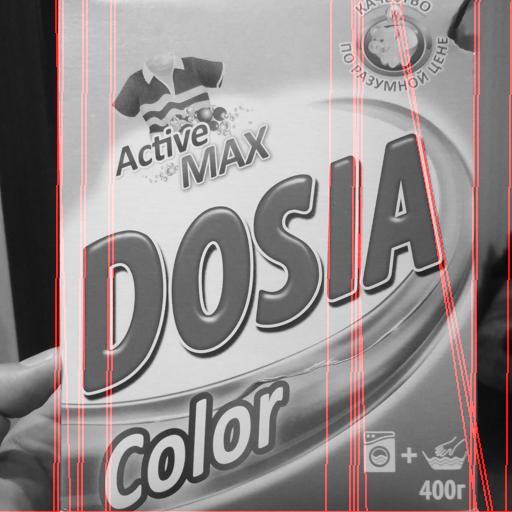 КАЧЕСТВО
ПО РАЗУМНОЙ ЦЕНЕ
Active
MAX
DOSIA
Color
+
400г